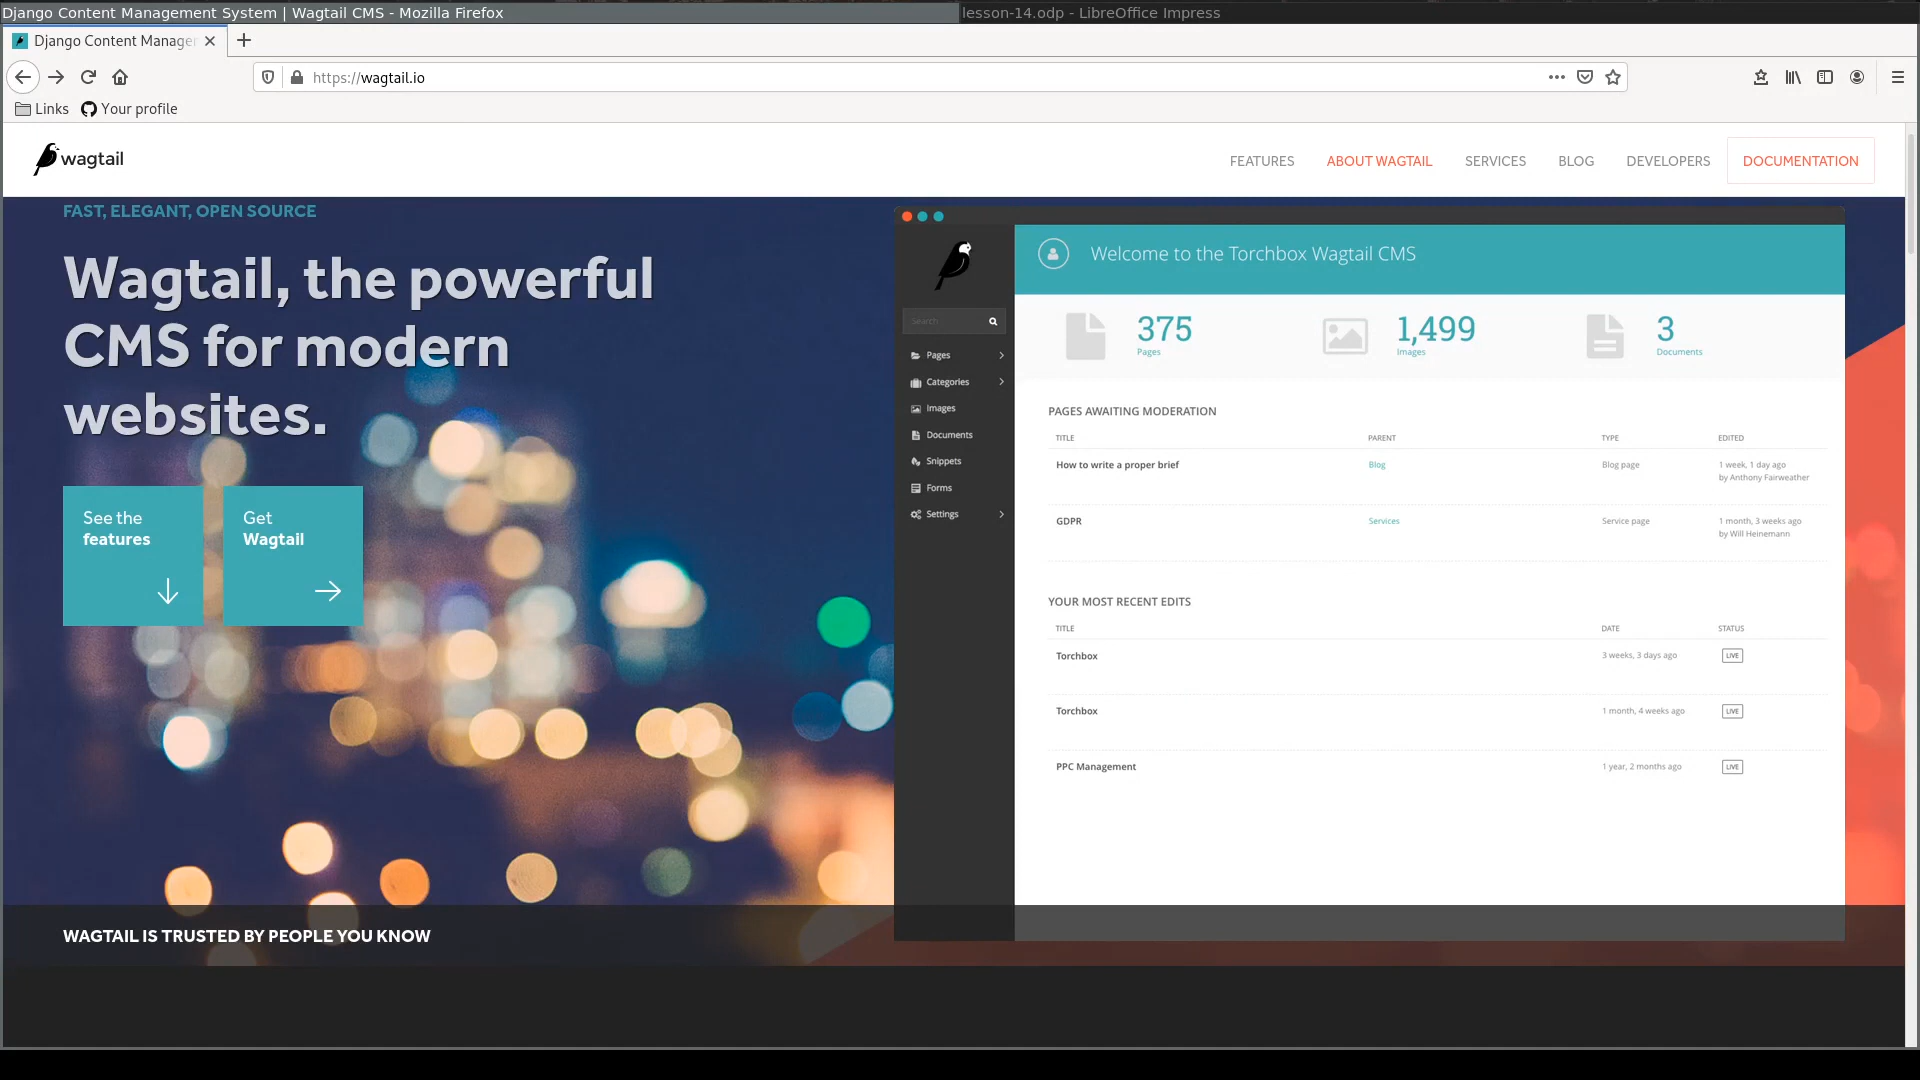 Django Content Management System | Wagtail CMS - Mozilla Firefox
lesson-14.odp - LibreOffice Impress
Django Content Manage
https://wagtail.io
Links
Your profile
wagtail
FEATURES
ABOUT WAGTAIL
SERVICES
BLOG
DEVELOPERS
DOCUMENTATION
FAST, ELEGANT, OPEN SOURCE
Wagtail, the powerful
CMS for modern
websites.
See the
features
Get
Wagtail
Welcome to the Torchbox Wagtail CMS
Search
Pages
Categories
Images
Documents
Snippets
Forms
Settings
375
Pages
1,499
Images
3
Documents
PAGES AWAITING MODERATION
TITLE PARENT TYPE EDITED
How to write a proper brief Blog Blog page 1 week, 1 day ago
by Anthony Fairweather
GDPR Services Service page 1 month, 3 weeks ago
by Will Heinemann
YOUR MOST RECENT EDITS
TITLE DATE STATUS
Torchbox 3 weeks, 3 days ago LIVE
Torchbox 1 month, 4 weeks ago LIVE
PPC Management 1 year, 2 months ago LIVE
WAGTAIL IS TRUSTED BY PEOPLE YOU KNOW